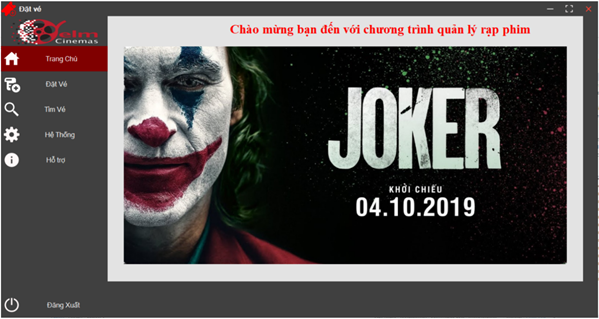 Đặt vé
Cinemas
Chào mừng bạn đến với chương trình quản lý rạp phim
Trang Chủ
Đặt Vé
Tìm Vé
Hệ Thống
Hỗ trợ
JOKER
KHỞI CHIẾU
04.10.2019
Đăng Xuất